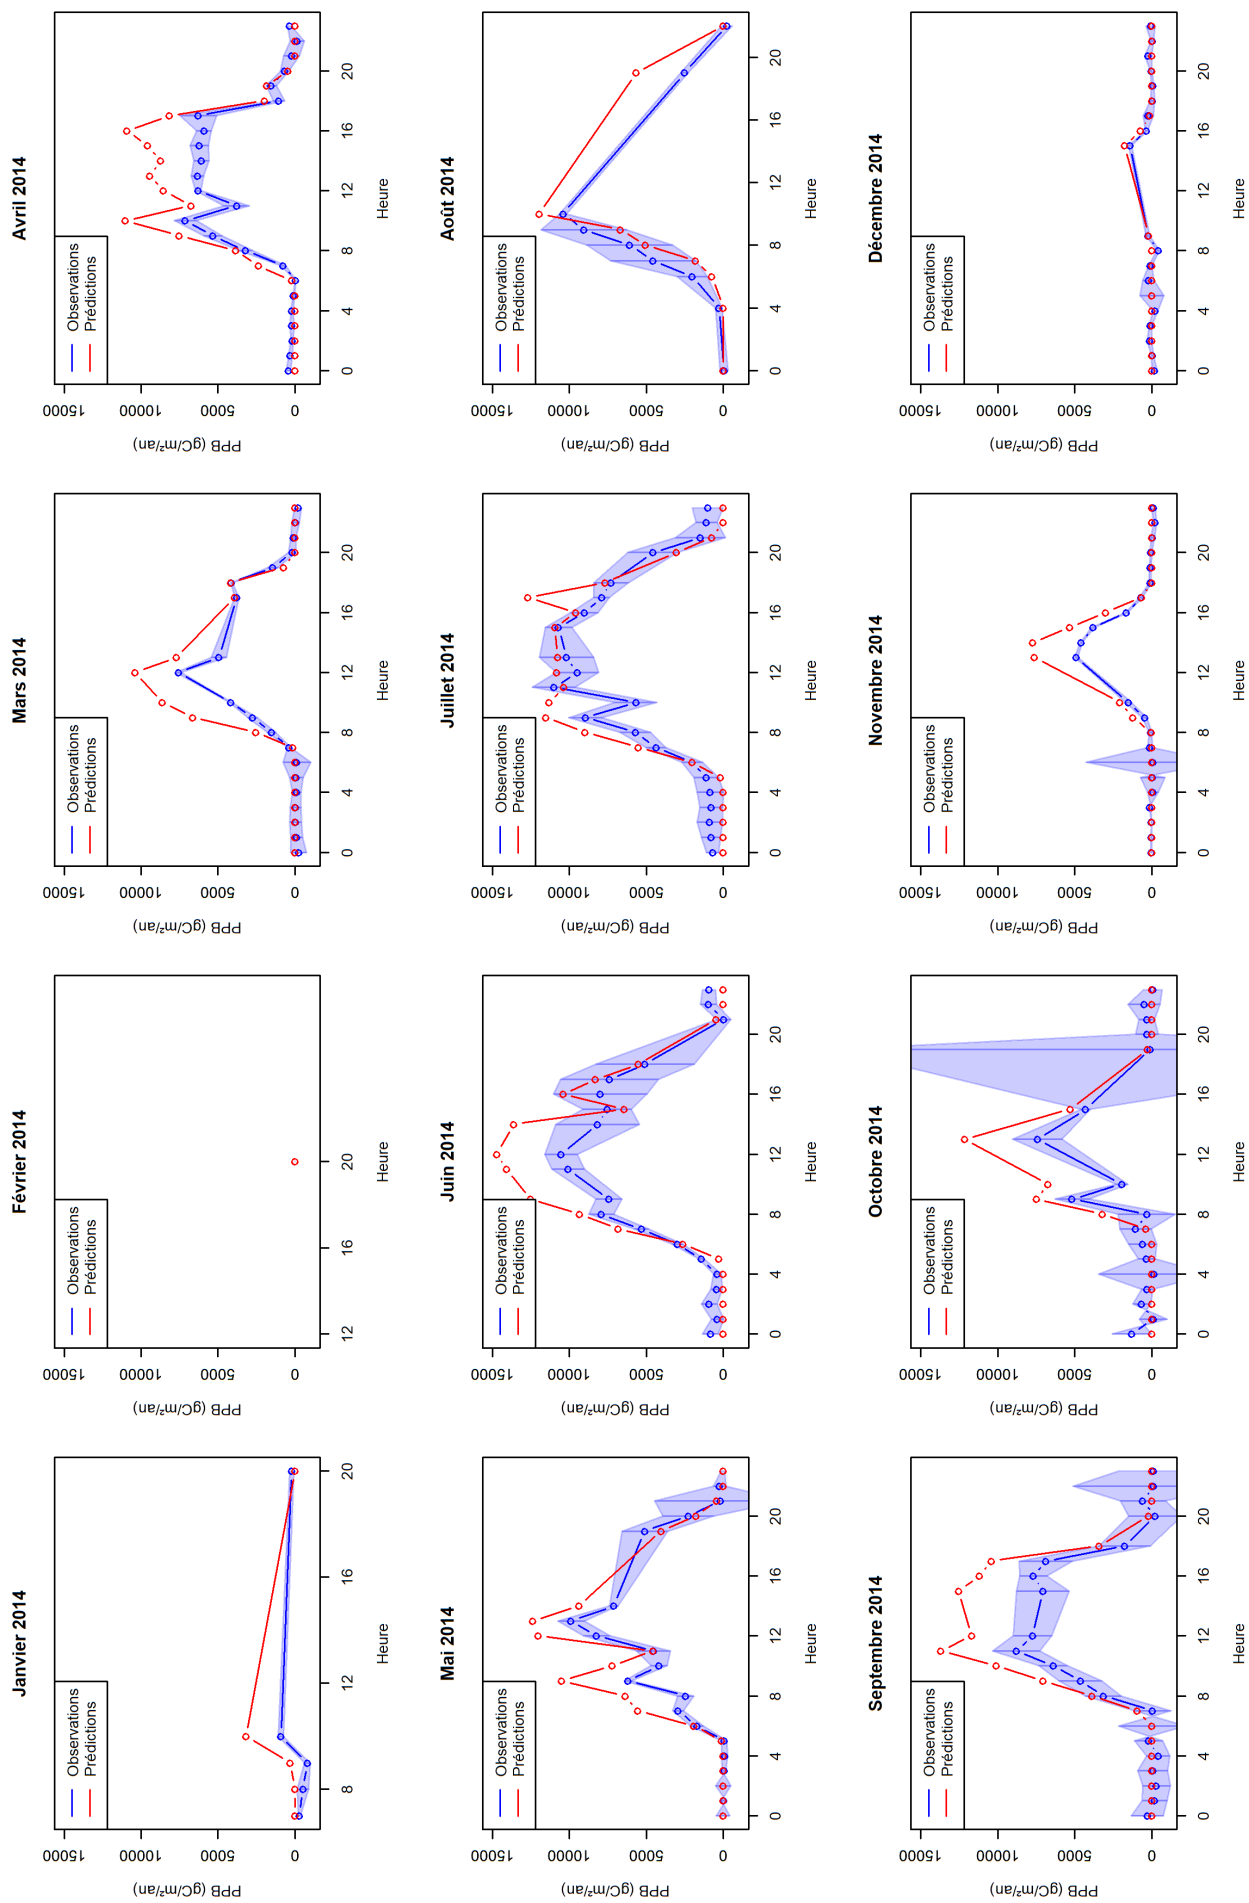 Janvier 2014
PPB (gC/m²/an)
15000
10000
5000
0
Observations
Prédictions
8 12 16 20
Heure
Février 2014
PPB (gC/m²/an)
15000
10000
5000
0
Observations
Prédictions
12 16 20
Heure
Mars 2014
PPB (gC/m²/an)
15000
10000
5000
0
Observations
Prédictions
0 4 8 12 16 20
Heure
Avril 2014
PPB (gC/m²/an)
15000
10000
5000
0
Observations
Prédictions
0 4 8 12 16 20
Heure
Mai 2014
PPB (gC/m²/an)
15000
10000
5000
0
Observations
Prédictions
0 4 8 12 16 20
Heure
Juin 2014
PPB (gC/m²/an)
15000
10000
5000
0
Observations
Prédictions
0 4 8 12 16 20
Heure
Juillet 2014
PPB (gC/m²/an)
15000
10000
5000
0
Observations
Prédictions
0 4 8 12 16 20
Heure
Août 2014
PPB (gC/m²/an)
15000
10000
5000
0
Observations
Prédictions
0 4 8 12 16 20
Heure
Septembre 2014
PPB (gC/m²/an)
15000
10000
5000
0
Observations
Prédictions
0 4 8 12 16 20
Heure
Octobre 2014
PPB (gC/m²/an)
15000
10000
5000
0
Observations
Prédictions
0 4 8 12 16 20
Heure
Novembre 2014
PPB (gC/m²/an)
15000
10000
5000
0
Observations
Prédictions
0 4 8 12 16 20
Heure
Décembre 2014
PPB (gC/m²/an)
15000
10000
5000
0
Observations
Prédictions
0 4 8 12 16 20
Heure